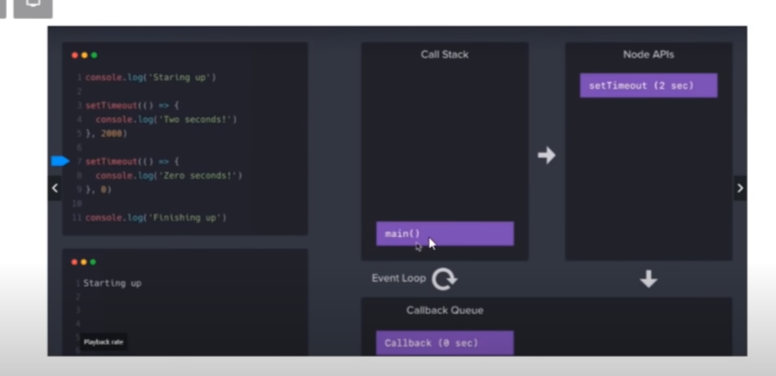 1 console.log('Staring up')
2
3 setTimeout(() => {
4 console.log('Two seconds!')
5 }, 2000)
6
7 setTimeout(() => {
8 console.log('Zero seconds!')
9 }, 0)
10
11 console.log('Finishing up')
1 Starting up
2
3
4
Playback rate
Call Stack
main()
Event Loop
Node APIs
setTimeout (2 sec)
Callback Queue
Callback (0 sec)